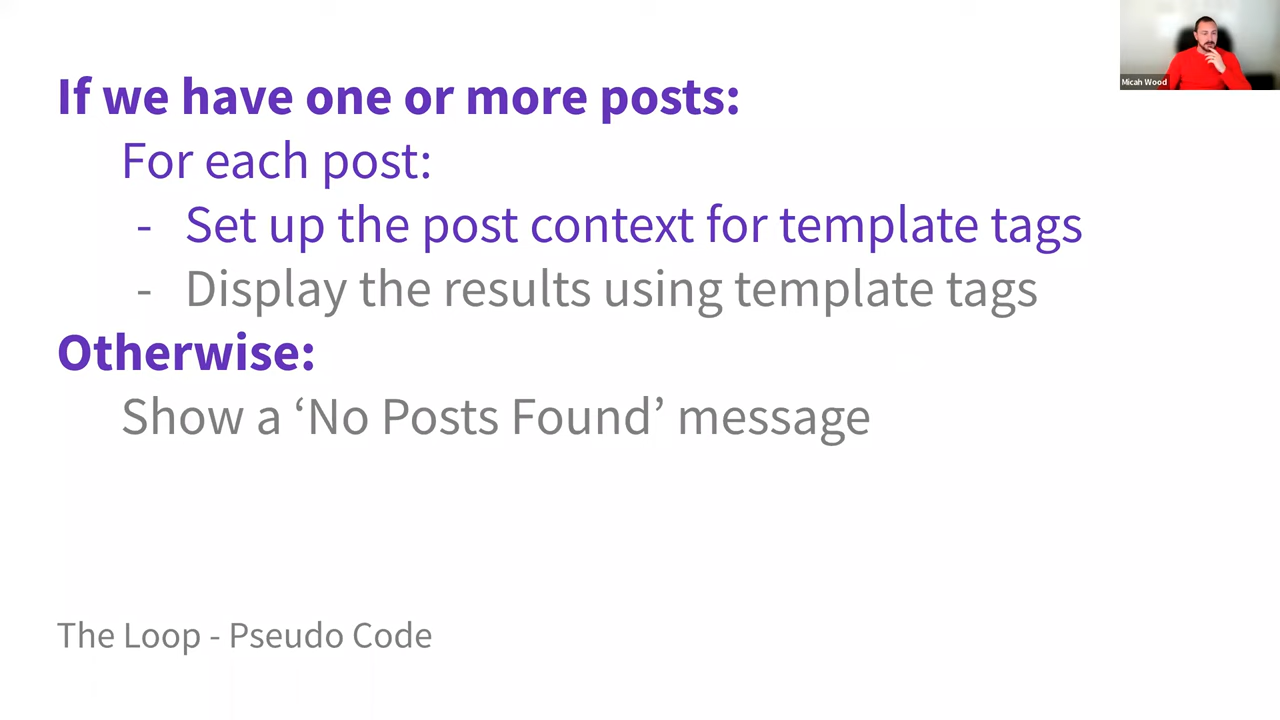 If we have one or more posts:
For each post:
- Set up the post context for template tags
- Display the results using template tags
Otherwise:
Show a ‘No Posts Found’ message
The Loop - Pseudo Code
Micah Wood